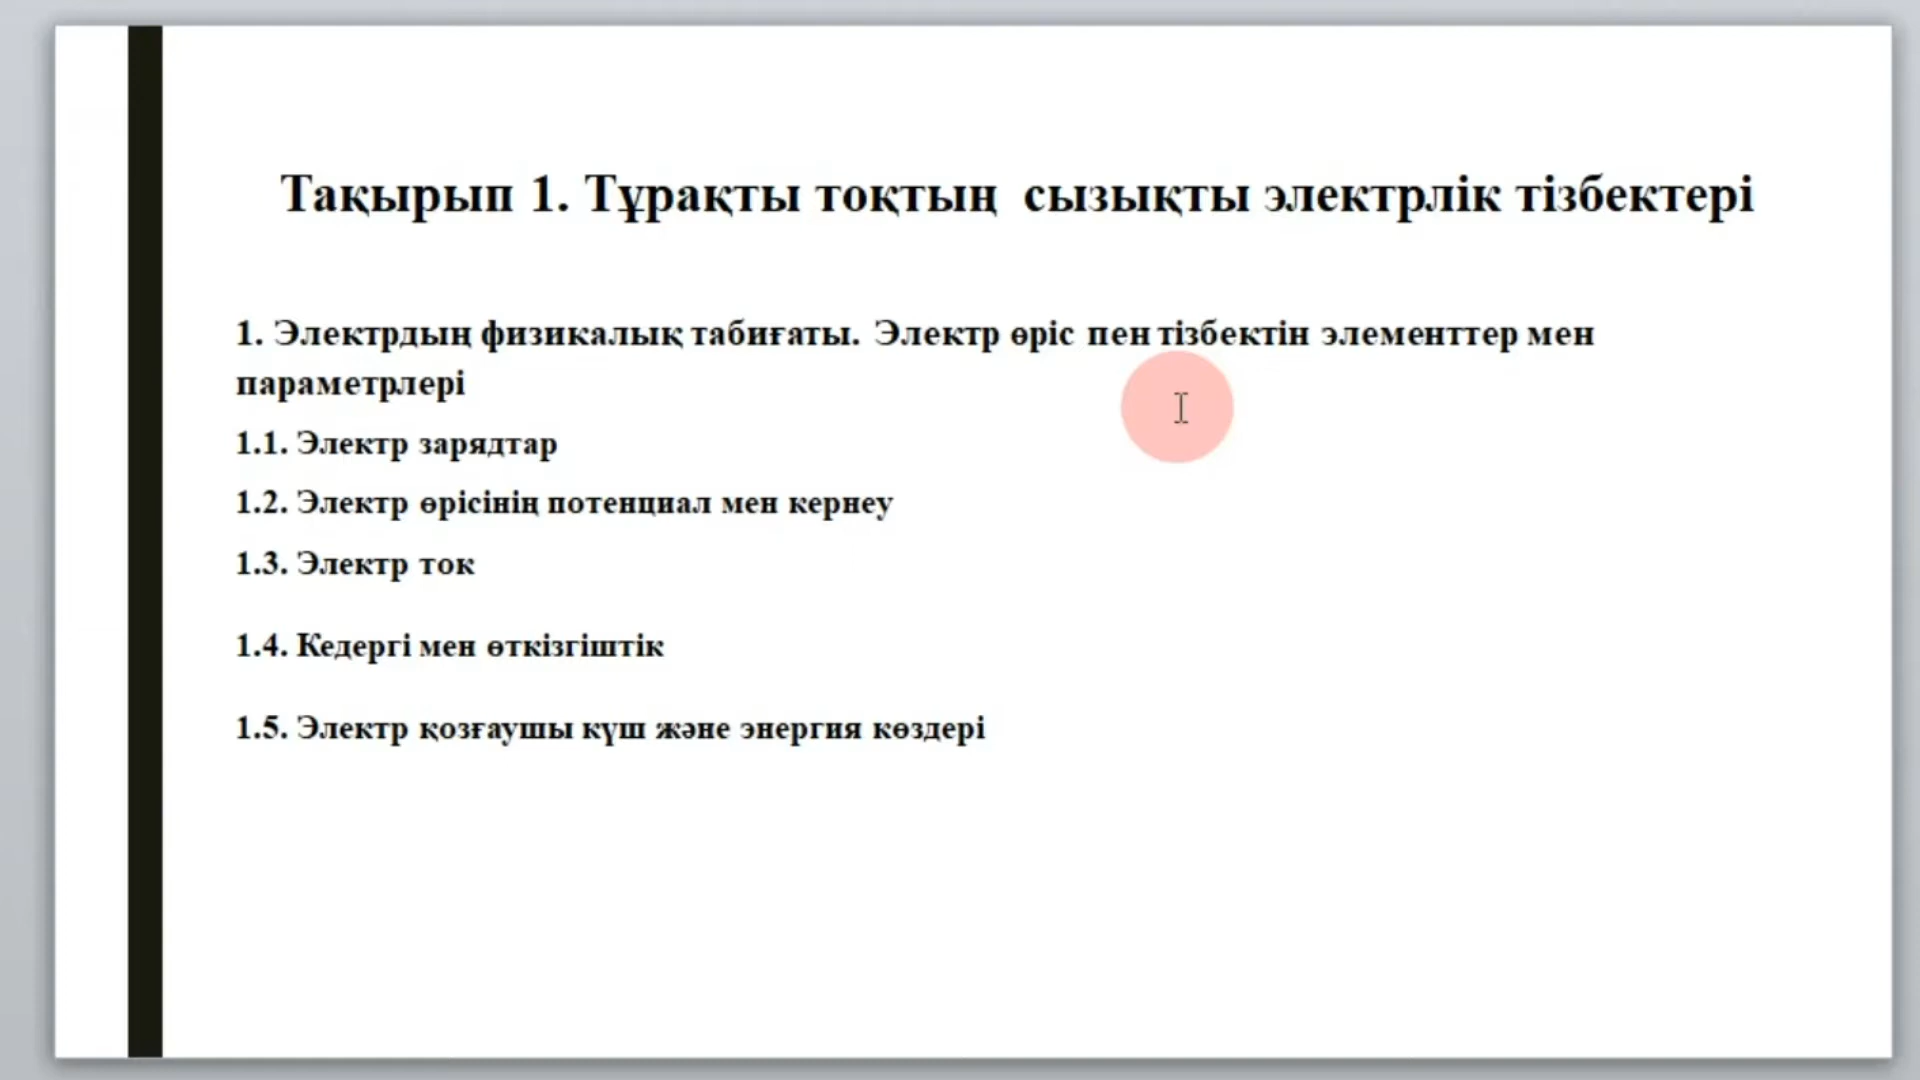 Тақырып 1. Тұрақты тоқтың сызықты электрлік тізбектері
1. Электрдың физикалық табиғаты. Электр өріс пен тізбектін элементтер мен
параметрлері
1.1. Электр зарядтар
1.2. Электр өрісінің потенциал мен кернеу
1.3. Электр ток
1.4. Кедергі мен өткізгіштік
1.5. Электр қозғаушы күш және энергия көздері